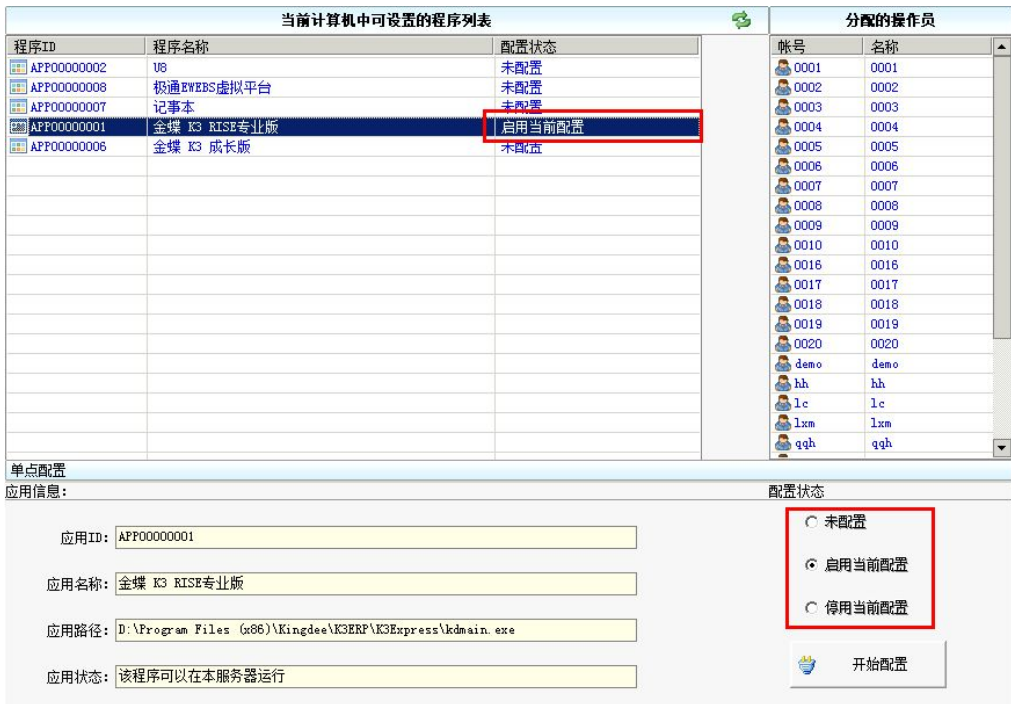 当前计算机中可设置的程序列表
程序ID 程序名称 配置状态
APP00000002 U8 未配置
APP00000008 极通EWEBS虚拟平台 未配置
APP00000007 记事本 未配置
APP00000001 金蝶 K3 RISE专业版 启用当前配置
APP00000006 金蝶 K3 成长版 未配置
分配的操作员
帐号 名称
0001 0001
0002 0002
0003 0003
0004 0004
0005 0005
0006 0006
0007 0007
0008 0008
0009 0009
0010 0010
0016 0016
0017 0017
0018 0018
0019 0019
0020 0020
demo demo
hh hh
lc lc
lxm lxm
qqh qqh
单点配置
应用信息:
应用ID: APP00000001
应用名称: 金蝶 K3 RISE专业版
应用路径: D:\Program Files (x86)\Kingdee\K3ERP\K3Express\kdmain.exe
应用状态: 该程序可以在本服务器运行
配置状态
未配置
启用当前配置
停用当前配置
开始配置